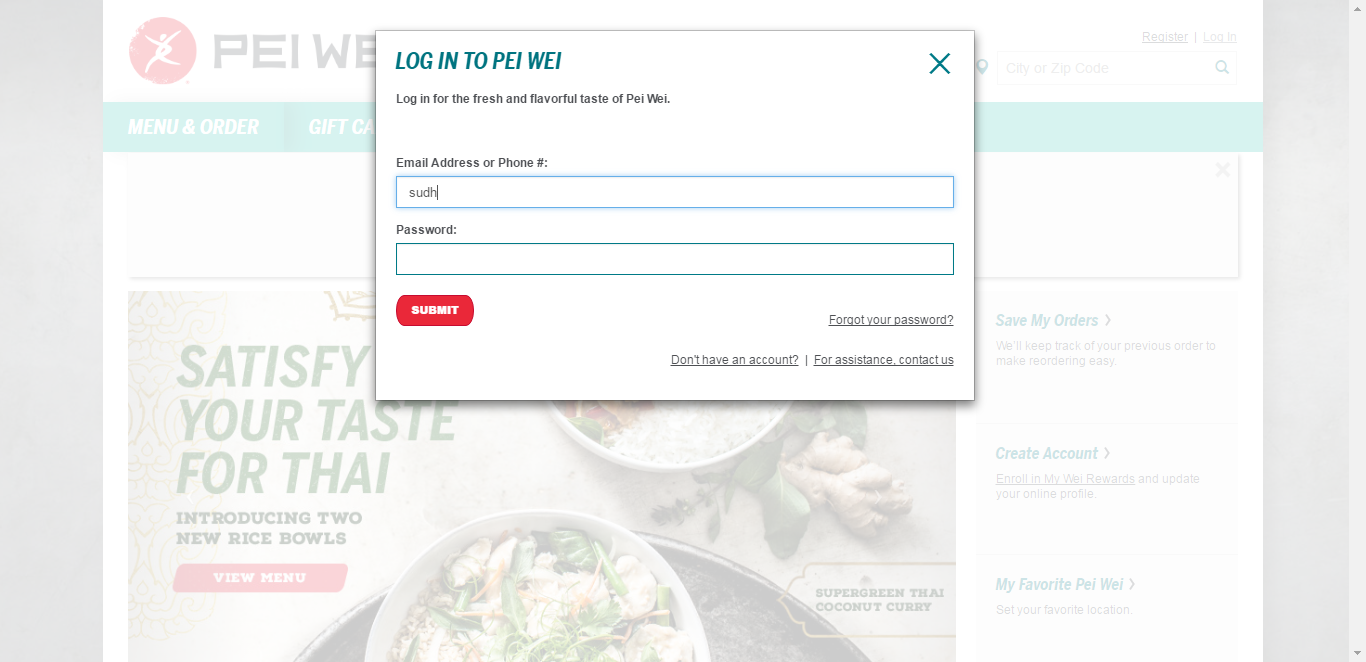 PEI WE
Register | Log In
City or Zip Code
MENU & ORDER
GIFT CA
LOG IN TO PEI WEI
Log in for the fresh and flavorful taste of Pei Wei.
Email Address or Phone #:
sudh
Password:
SUBMIT
Forgot your password?
Don't have an account? | For assistance, contact us
SATISFY
YOUR TASTE
FOR THAI
INTRODUCING TWO
NEW RICE BOWLS
VIEW MENU
SUPERGREEN THAI
COCONUT CURRY
Save My Orders
We'll keep track of your previous order to
make reordering easy.
Create Account
Enroll in My Wei Rewards and update
your online profile.
My Favorite Pei Wei
Set your favorite location.